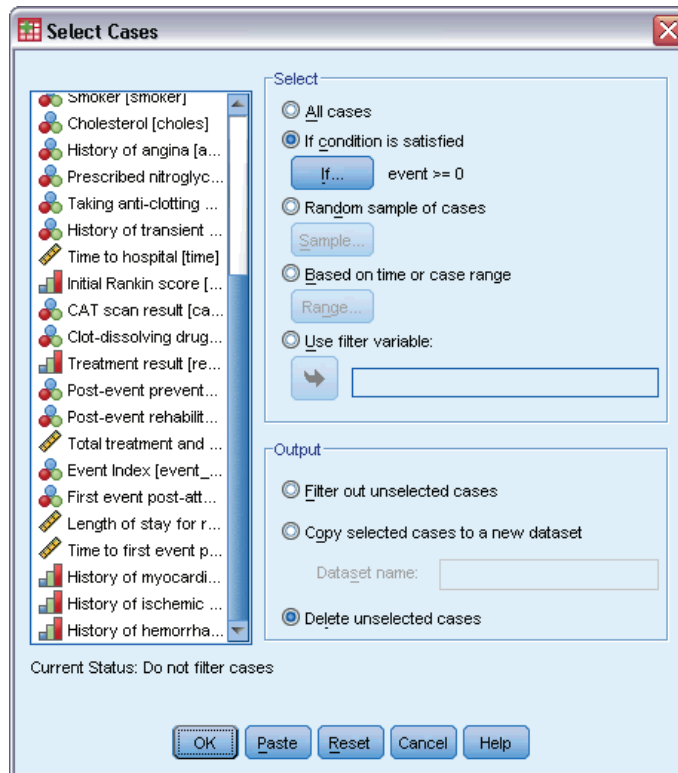 Select Cases
Smoker [smoker]
Cholesterol [choles]
History of angina [a...
Prescribed nitroglyc...
Taking anti-clotting ...
History of transient ...
Time to hospital [time]
Initial Rankin score [...
CAT scan result [ca...
Clot-dissolving drug...
Treatment result [re...
Post-event prevent...
Post-event rehabilit...
Total treatment and ...
Event Index [event_...
First event post-att...
Length of stay for r...
Time to first event p...
History of myocardi...
History of ischemic ...
History of hemorrha...
Current Status: Do not filter cases
Select
All cases
If condition is satisfied
If... event >= 0
Random sample of cases
Sample...
Based on time or case range
Range...
Use filter variable:
Output
Filter out unselected cases
Copy selected cases to a new dataset
Dataset name:
Delete unselected cases
OK Paste Reset Cancel Help